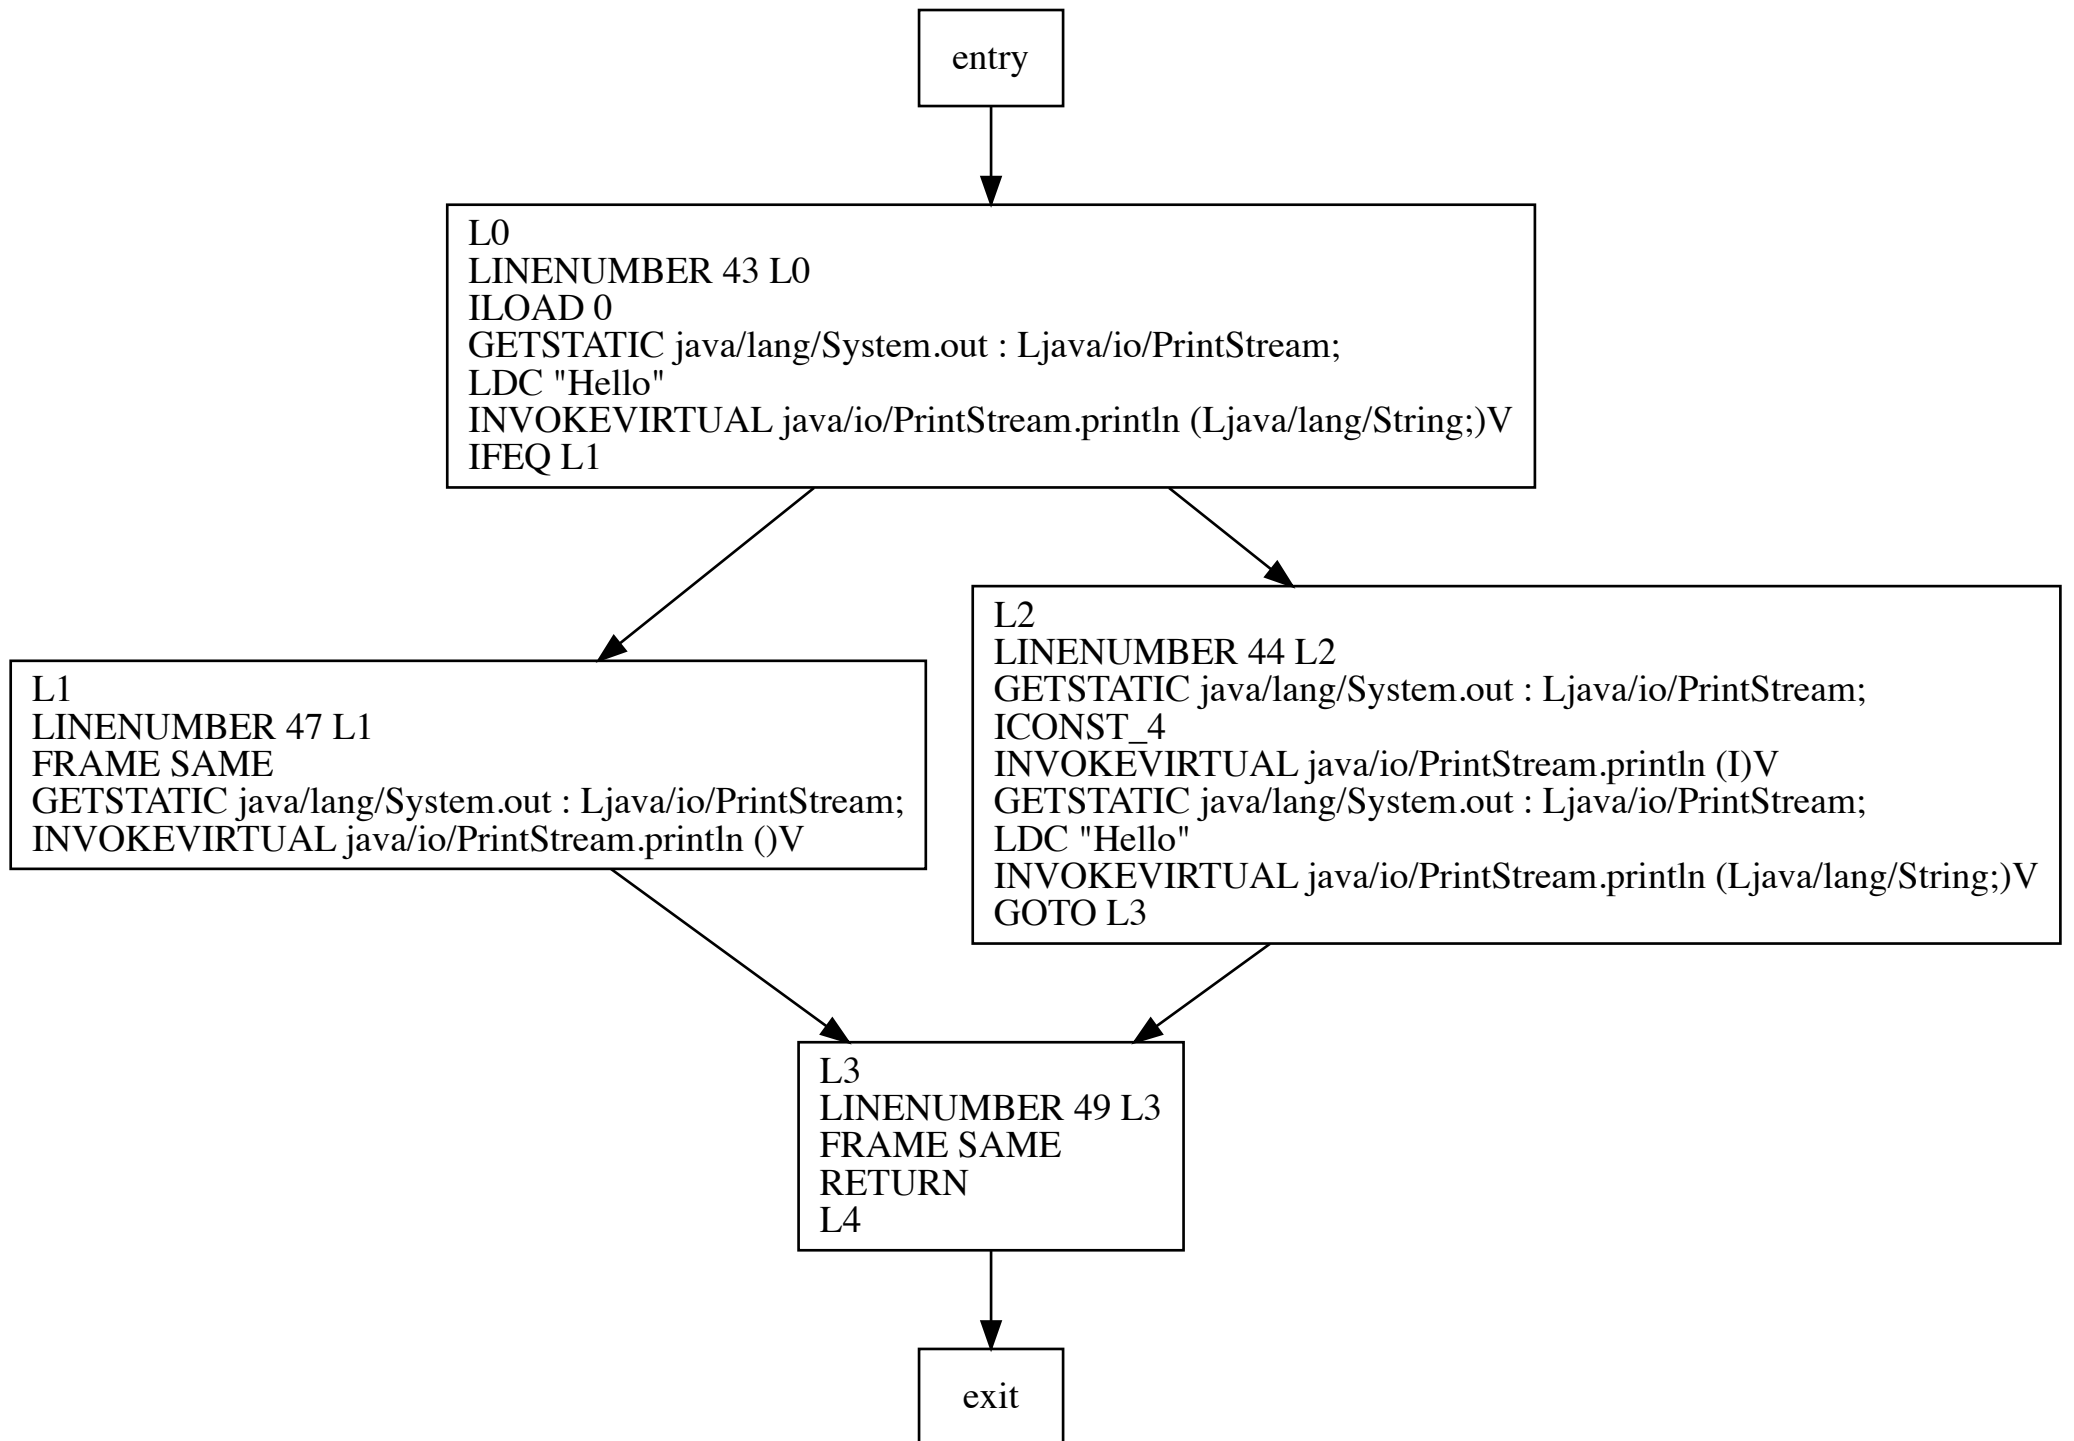 entry
L0
LINENUMBER 43 L0
ILOAD 0
GETSTATIC java/lang/System.out : Ljava/io/PrintStream;
LDC "Hello"
INVOKEVIRTUAL java/io/PrintStream.println (Ljava/lang/String;)V
IFEQ L1
L1
LINENUMBER 47 L1
FRAME SAME
GETSTATIC java/lang/System.out : Ljava/io/PrintStream;
INVOKEVIRTUAL java/io/PrintStream.println ()V
L2
LINENUMBER 44 L2
GETSTATIC java/lang/System.out : Ljava/io/PrintStream;
ICONST_4
INVOKEVIRTUAL java/io/PrintStream.println (I)V
GETSTATIC java/lang/System.out : Ljava/io/PrintStream;
LDC "Hello"
INVOKEVIRTUAL java/io/PrintStream.println (Ljava/lang/String;)V
GOTO L3
L3
LINENUMBER 49 L3
FRAME SAME
RETURN
L4
exit